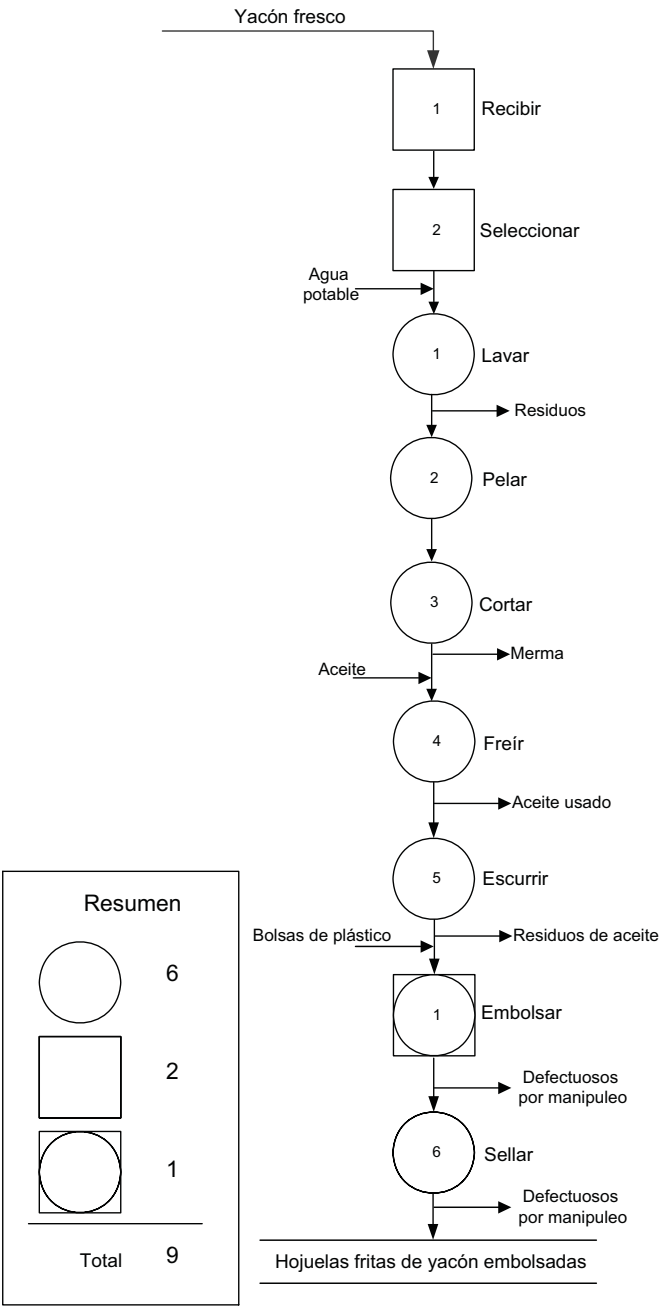 Yacón fresco
1
Recibir
2
Seleccionar
Agua
potable
1
Lavar
Residuos
2
Pelar
3
Cortar
Merma
Aceite
4
Freír
Aceite usado
5
Escurrir
Bolsas de plástico
Residuos de aceite
1
Embolsar
Defectuosos
por manipuleo
6
Sellar
Defectuosos
por manipuleo
Hojuelas fritas de yacón embolsadas
Resumen
6
2
1
Total 9